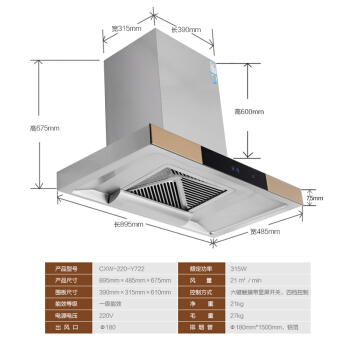 宽315mm
长390mm
高600mm
高675mm
75mm
长895mm
宽485mm
产品型号 CXW-220-Y722 额定功率 315W
产品尺寸 895mm×485mm×675mm 风 量 21 m³ / min
围板尺寸 390mm×315mm×610mm 控制方式 六键触摸带显屏开关、四档控制
能效等级 一级能效 净 重 21kg
电源电压 220V 毛 重 27kg
出 风 口 Φ180 排 烟 管 Φ180mm*1500mm, 铝箔